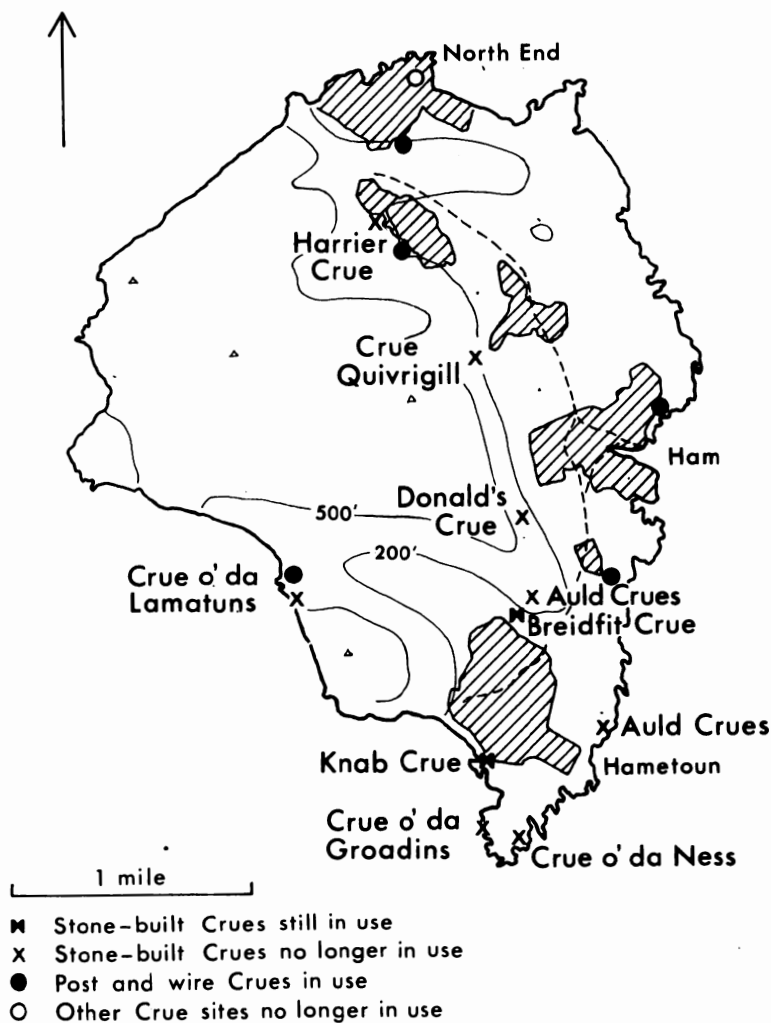 North End
Harrier
Crue
Crue
Quivrigill
Ham
Donald's
Crue
500'
200'
Crue o' da
Lamatuns
Auld Crues
Breidfit Crue
Auld Crues
Knab Crue
Hametoun
Crue o' da
Groadins
Crue o' da Ness
1 mile
Stone-built Crues still in use
x Stone-built Crues no longer in use
Post and wire Crues in use
Other Crue sites no longer in use